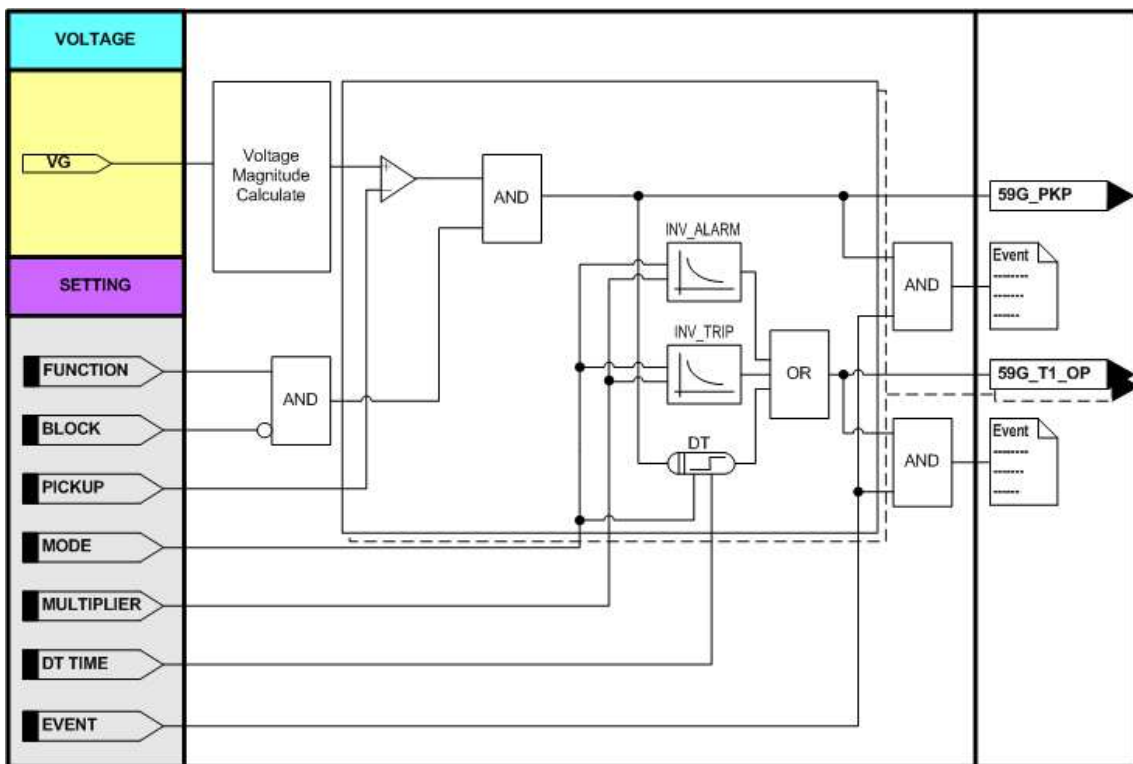 VOLTAGE
VG
Voltage
Magnitude
Calculate
AND
59G_PKP
INV_ALARM
Event
AND
SETTING
INV_TRIP
FUNCTION
AND
OR
59G_T1_OP
BLOCK
DT
AND
Event
PICKUP
MODE
MULTIPLIER
DT TIME
EVENT